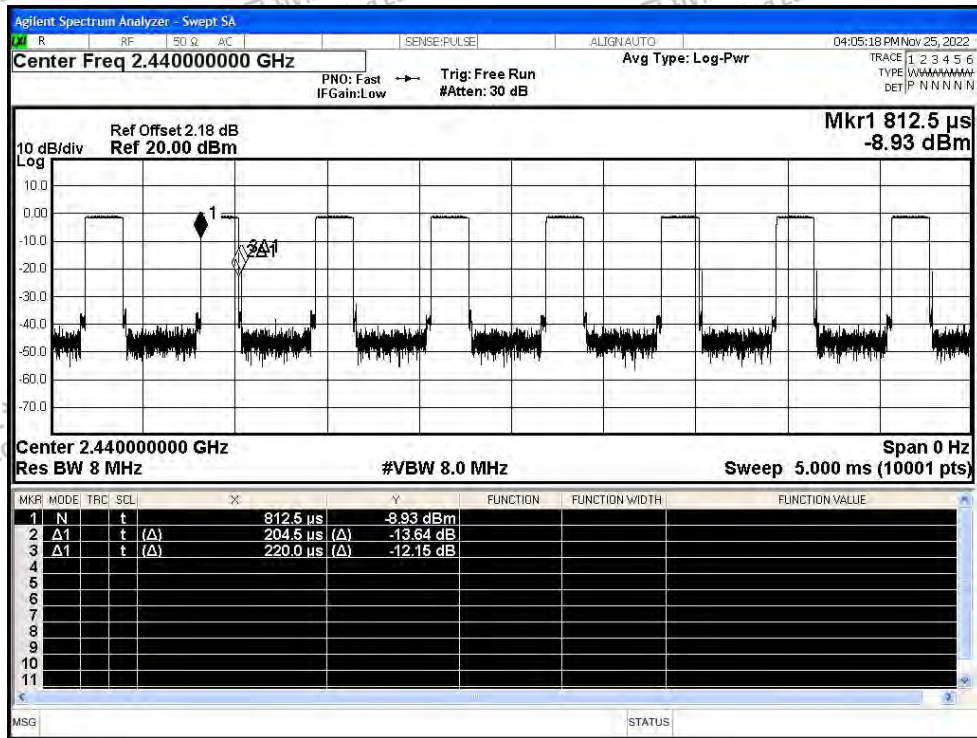 Agilent Spectrum Analyzer - Swept SA
LXI R RF 50 Ω AC SENSE:PULSE ALIGN AUTO 04:05:18 PM Nov 25, 2022
Center Freq 2.440000000 GHz Avg Type: Log-Pwr TRACE 1 2 3 4 5 6
PNO: Fast Trig: Free Run TYPE WWWWWW
IFGain:Low #Atten: 30 dB DET P N N N N N
Mkr1 812.5 µs
-8.93 dBm
Ref Offset 2.18 dB
10 dB/div Ref 20.00 dBm
Log
10.0
0.00
1
-10.0
-20.0
-30.0
-40.0
-50.0
-60.0
-70.0
Center 2.440000000 GHz Span 0 Hz
Res BW 8 MHz #VBW 8.0 MHz Sweep 5.000 ms (10001 pts)
MKR MODE TRC SCL X Y FUNCTION FUNCTION WIDTH FUNCTION VALUE
1 N t 812.5 µs -8.93 dBm
2 Δ1 t (Δ) 204.5 µs (Δ) -13.64 dB
3 Δ1 t (Δ) 220.0 µs (Δ) -12.15 dB
4
5
6
7
8
9
10
11
MSG STATUS